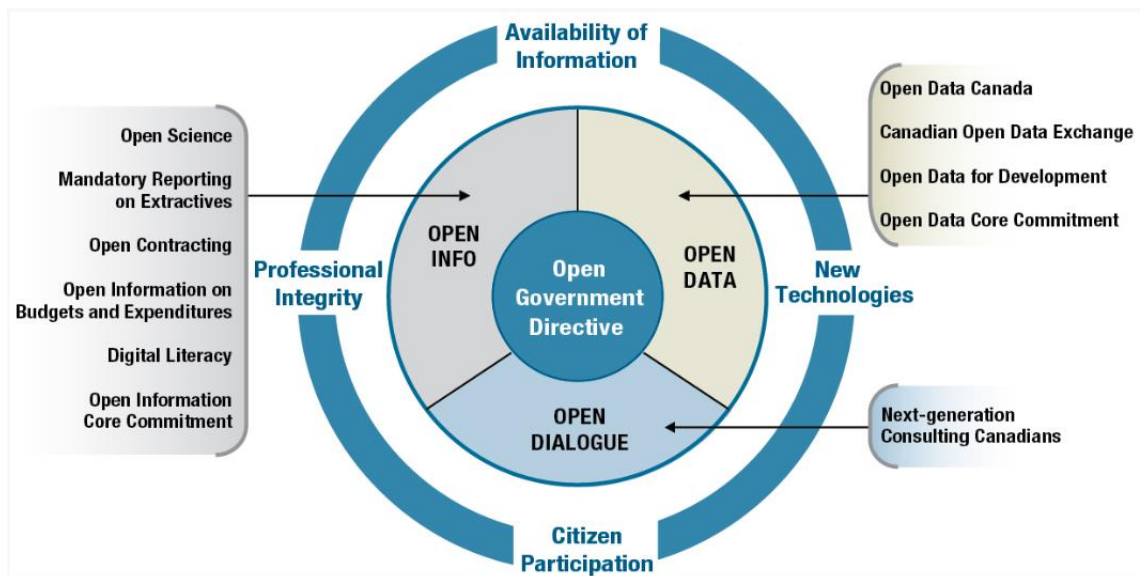 Availability of
Information
Open Science
Mandatory Reporting
on Extractives
Open Contracting
Open Information on
Budgets and Expenditures
Digital Literacy
Open Information
Core Commitment
Professional
Integrity
OPEN
INFO
Open
Government
Directive
OPEN
DATA
OPEN
DIALOGUE
New
Technologies
Open Data Canada
Canadian Open Data Exchange
Open Data for Development
Open Data Core Commitment
Next-generation
Consulting Canadians
Citizen
Participation